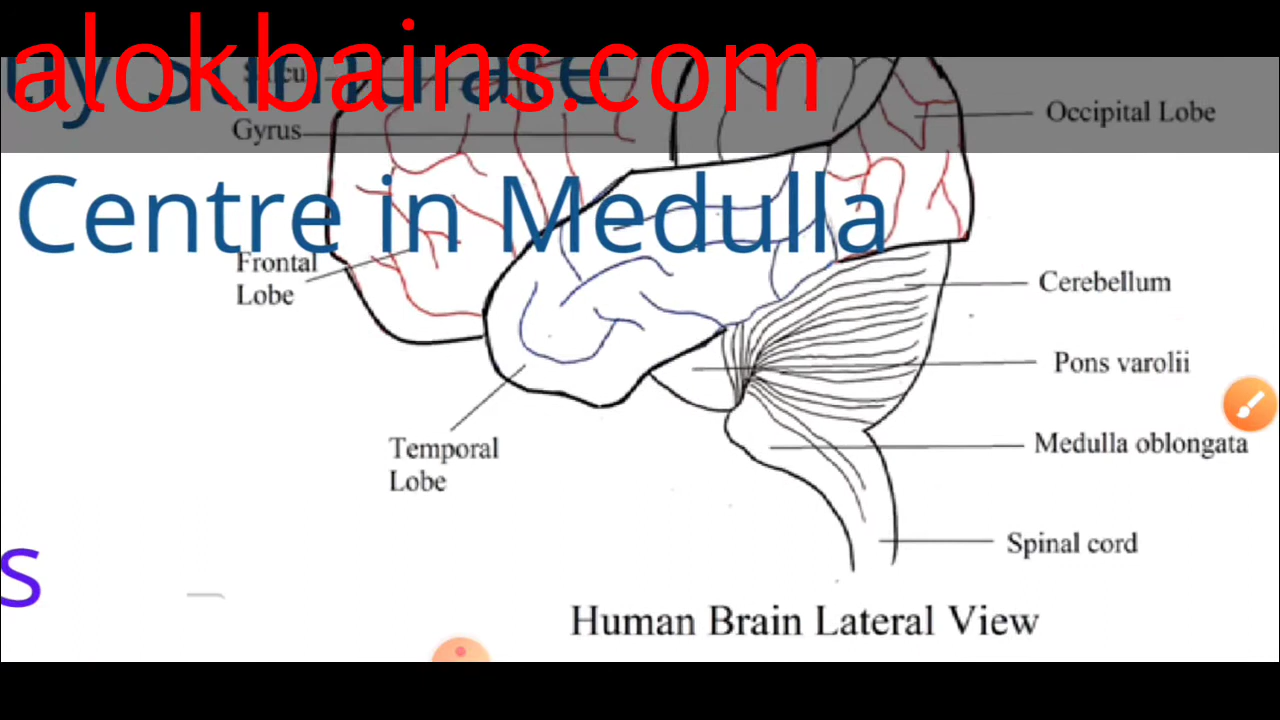 alokbains.com
Gyrus
Occipital Lobe
Centre in Medulla
Frontal
Lobe
Cerebellum
Pons varolii
Temporal
Lobe
Medulla oblongata
Spinal cord
s
Human Brain Lateral View